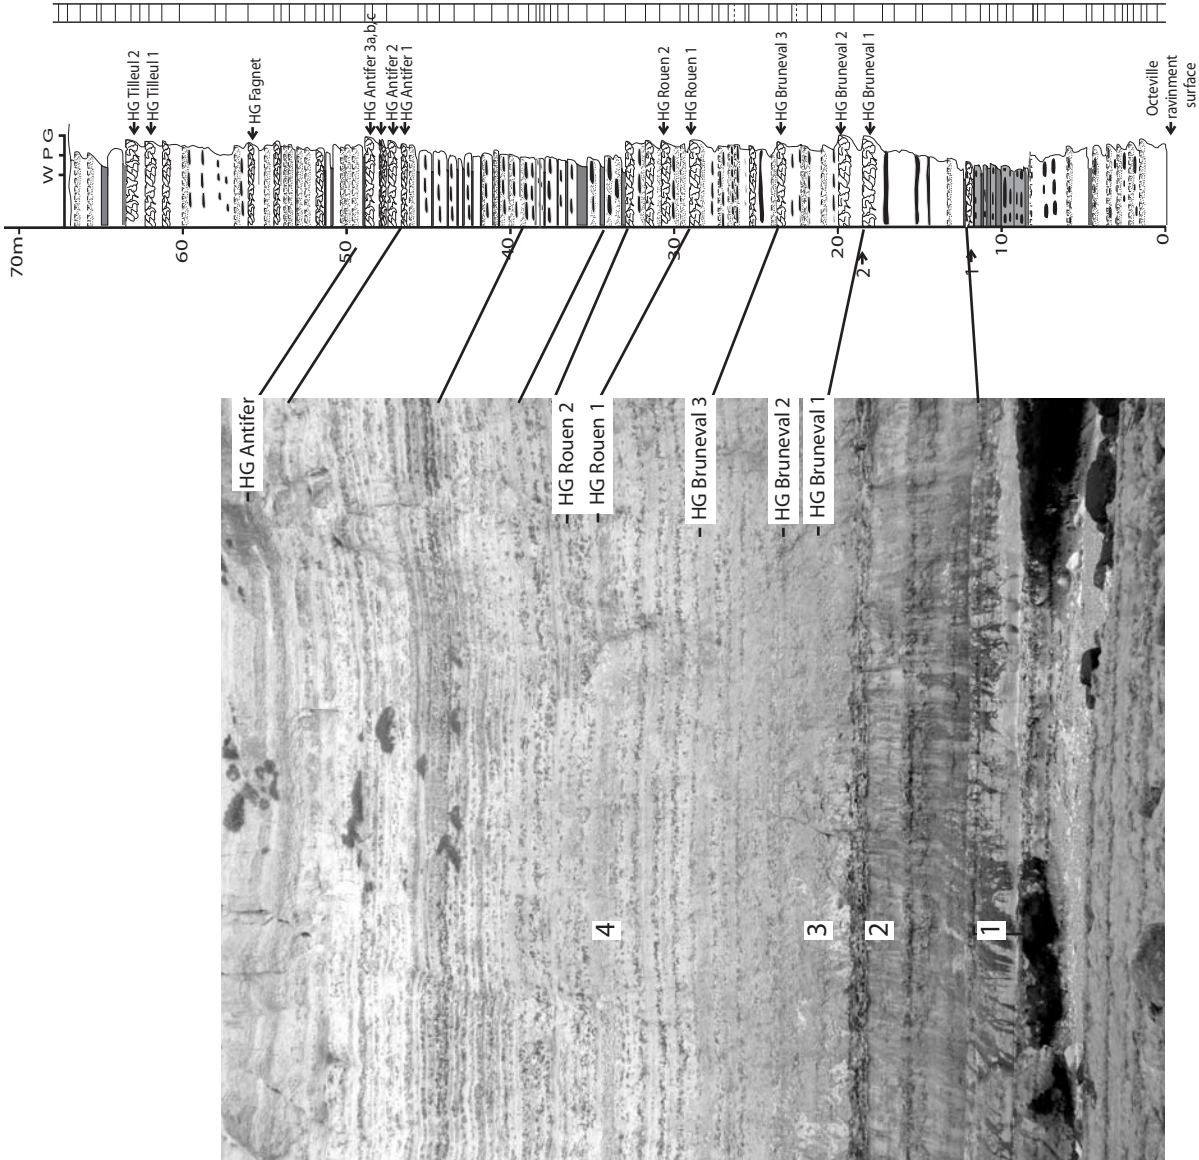 HG Tilleul 2
HG Tilleul 1
HG Fagnet
HG Antifer 3a,b,c
HG Antifer 2
HG Antifer 1
HG Rouen 2
HG Rouen 1
HG Bruneval 3
HG Bruneval 2
HG Bruneval 1
Octeville
ravinment
surface
W P G
70m
60
50
40
30
20
10
0
2
1
HG Antifer
HG Rouen 2
HG Rouen 1
HG Bruneval 3
HG Bruneval 2
HG Bruneval 1
4
3
2
1